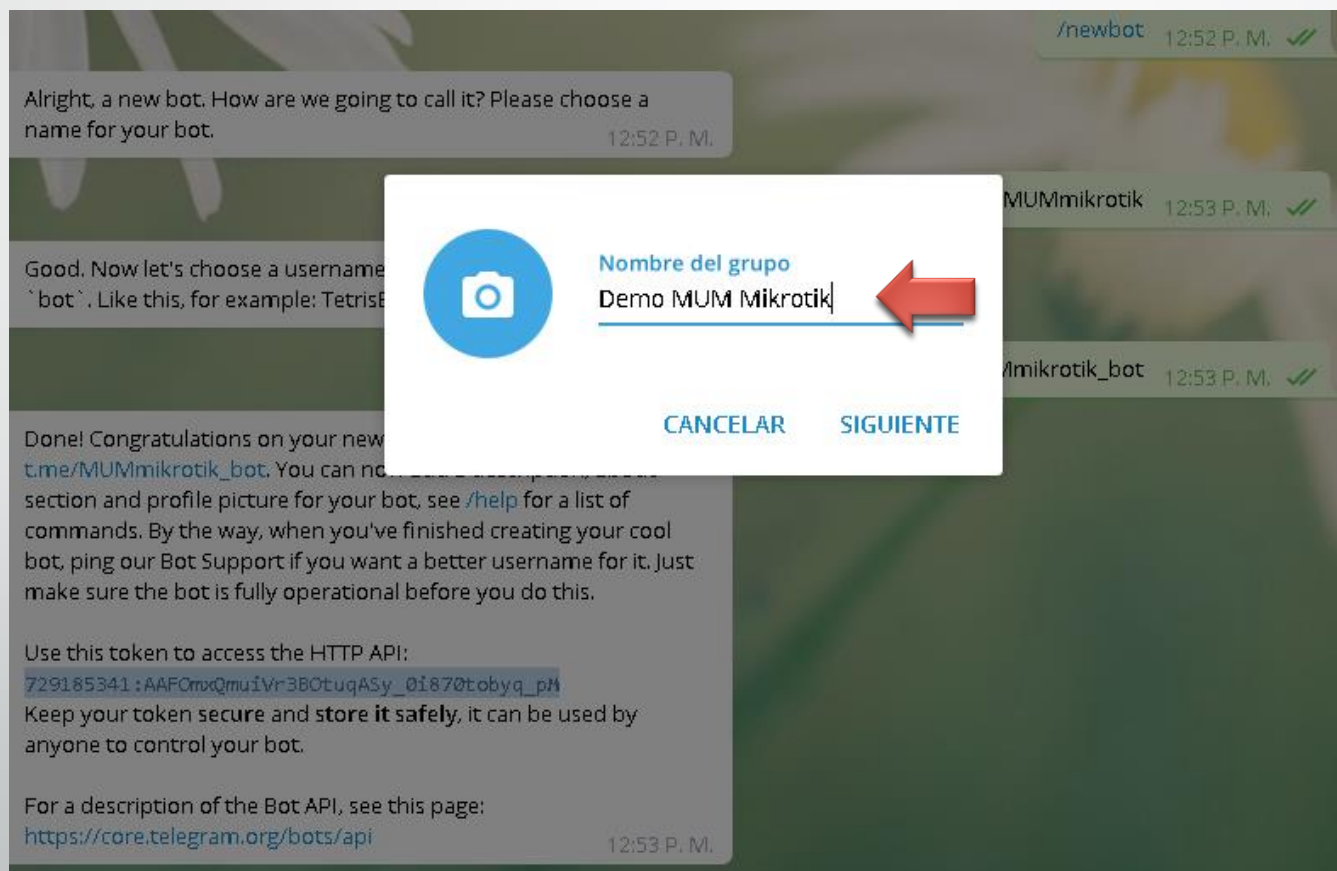 /newbot 12:52 P. M.
Alright, a new bot. How are we going to call it? Please choose a
name for your bot.
12:52 P. M.
MUMmikrotik 12:53 P. M.
Good. Now let's choose a username
`bot`. Like this, for example:
Nombre del grupo
Demo MUM Mikrotik
CANCELAR SIGUIENTE
mikrotik_bot 12:53 P. M.
Done! Congratulations on your new
t.me/MUMmikrotik_bot. You can
section and profile picture for your bot, see /help for a list of
commands. By the way, when you've finished creating your cool
bot, ping our Bot Support if you want a better username for it. Just
make sure the bot is fully operational before you do this.
Use this token to access the HTTP API:
729185341:AAFOmxQmuiVr3BOtuqASy_0i870tobyq_pM
Keep your token secure and store it safely, it can be used by
anyone to control your bot.
For a description of the Bot API, see this page:
https://core.telegram.org/bots/api
12:53 P. M.